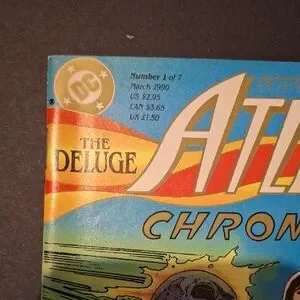 DC
Number 1 of 7
March 1990
US $2.95
CAN $3.65
UK £1.50
THE
DELUGE
ATL
CHRON